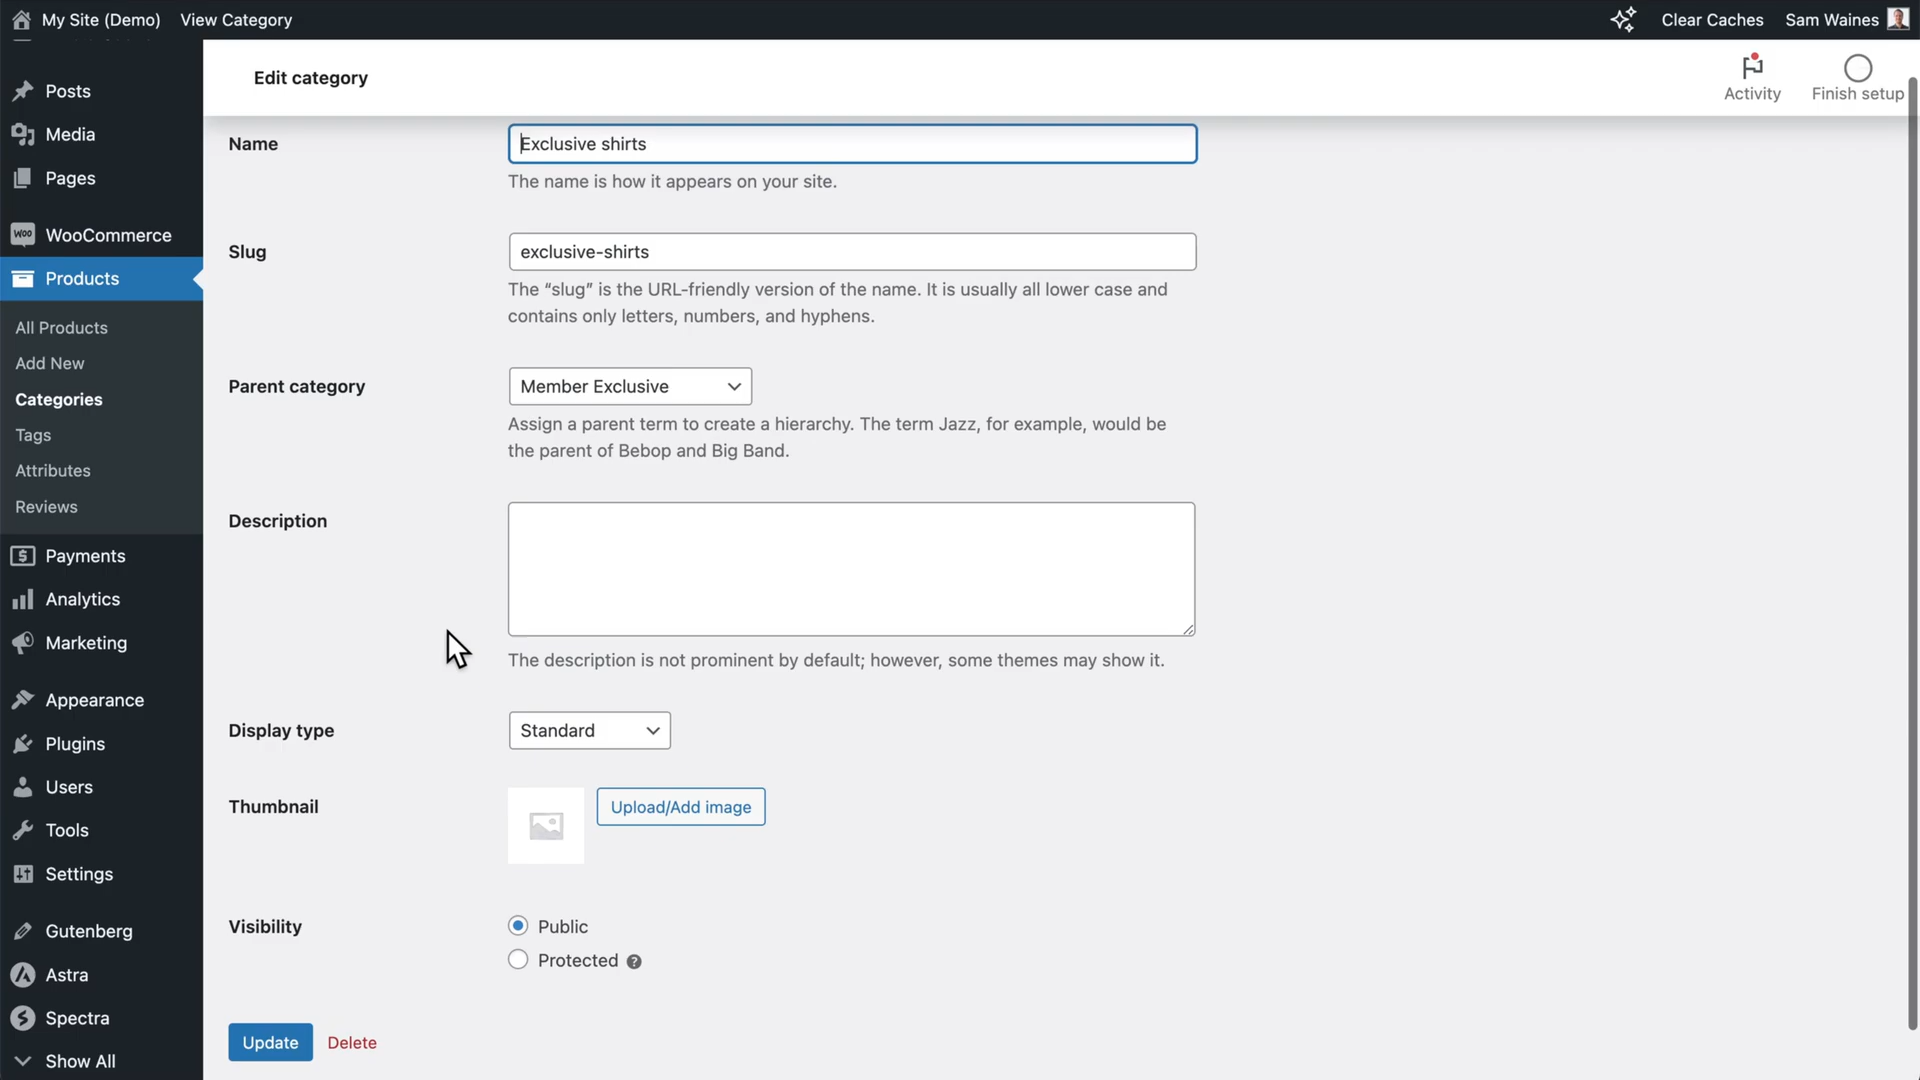 My Site (Demo) View Category Clear Caches Sam Waines
Posts
Media
Pages
WOO WooCommerce
Products
All Products
Add New
Categories
Tags
Attributes
Reviews
Payments
Analytics
Marketing
Appearance
Plugins
Users
Tools
Settings
Gutenberg
Astra
Spectra
Show All
Edit category
Activity Finish setup
Name Exclusive shirts
The name is how it appears on your site.
Slug exclusive-shirts
The “slug” is the URL-friendly version of the name. It is usually all lower case and
contains only letters, numbers, and hyphens.
Parent category Member Exclusive
Assign a parent term to create a hierarchy. The term Jazz, for example, would be
the parent of Bebop and Big Band.
Description
The description is not prominent by default; however, some themes may show it.
Display type Standard
Thumbnail Upload/Add image
Visibility Public
Protected ?
Update Delete